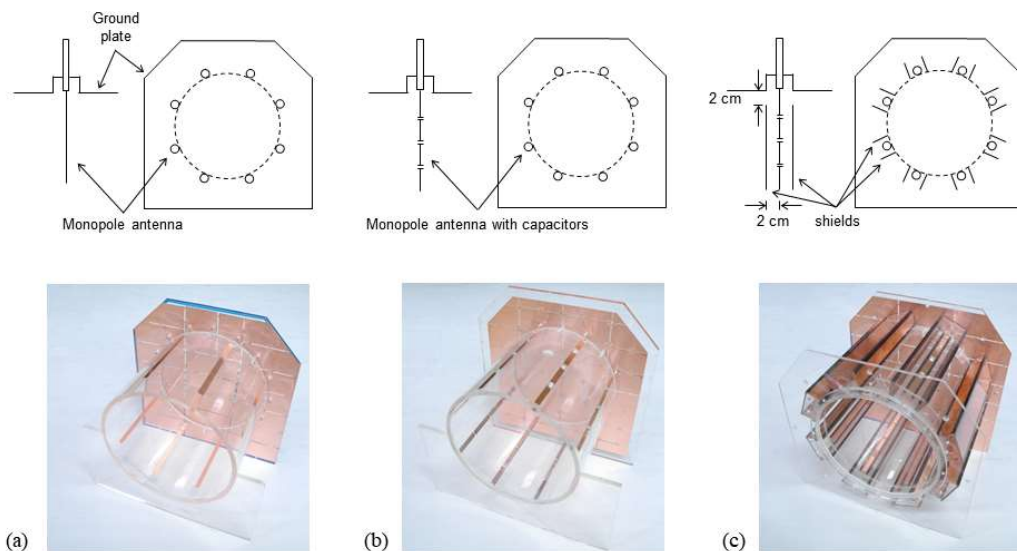 Ground
plate
Monopole antenna
Monopole antenna with capacitors
2 cm
2 cm
shields
(a)
(b)
(c)